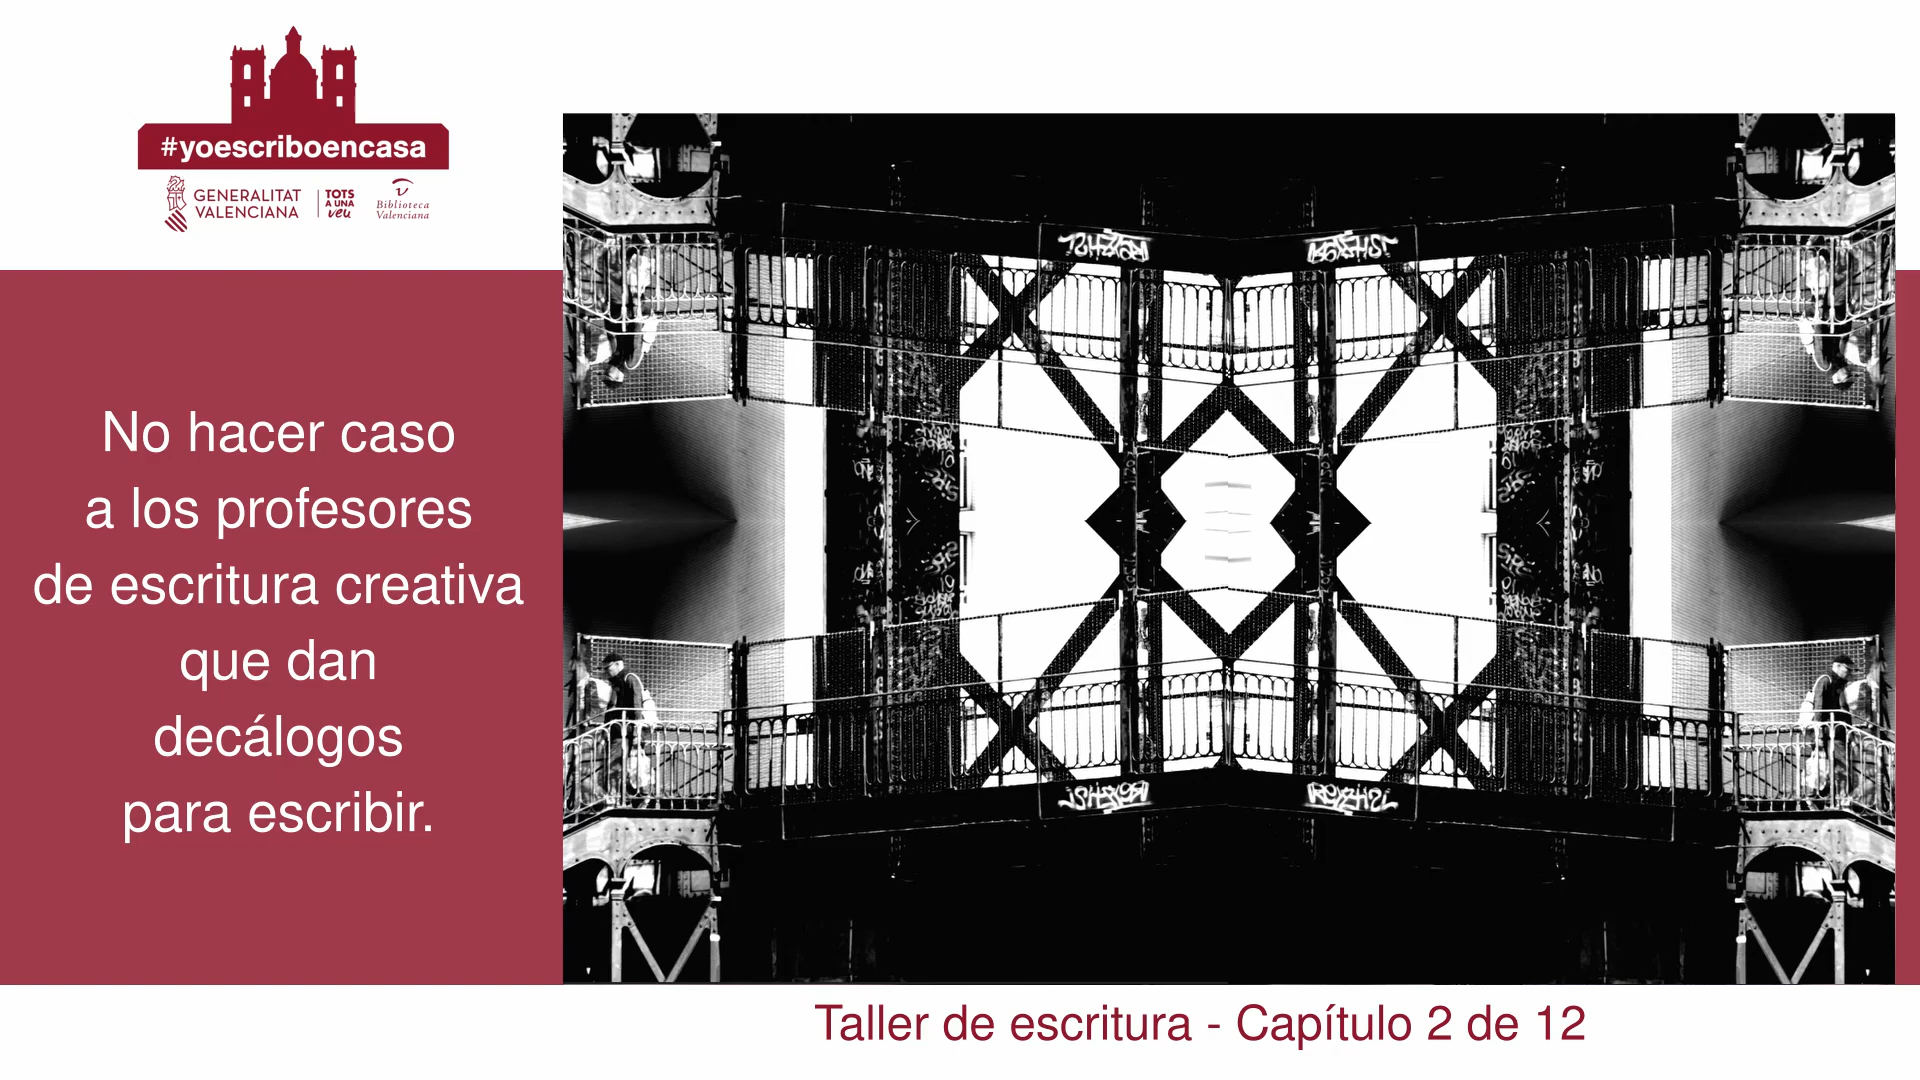 #yoescriboencasa
GENERALITAT
VALENCIANA
TOTS
A UNA
veu
Biblioteca
Valenciana
No hacer caso
a los profesores
de escritura creativa
que dan
decálogos
para escribir.
Taller de escritura - Capítulo 2 de 12